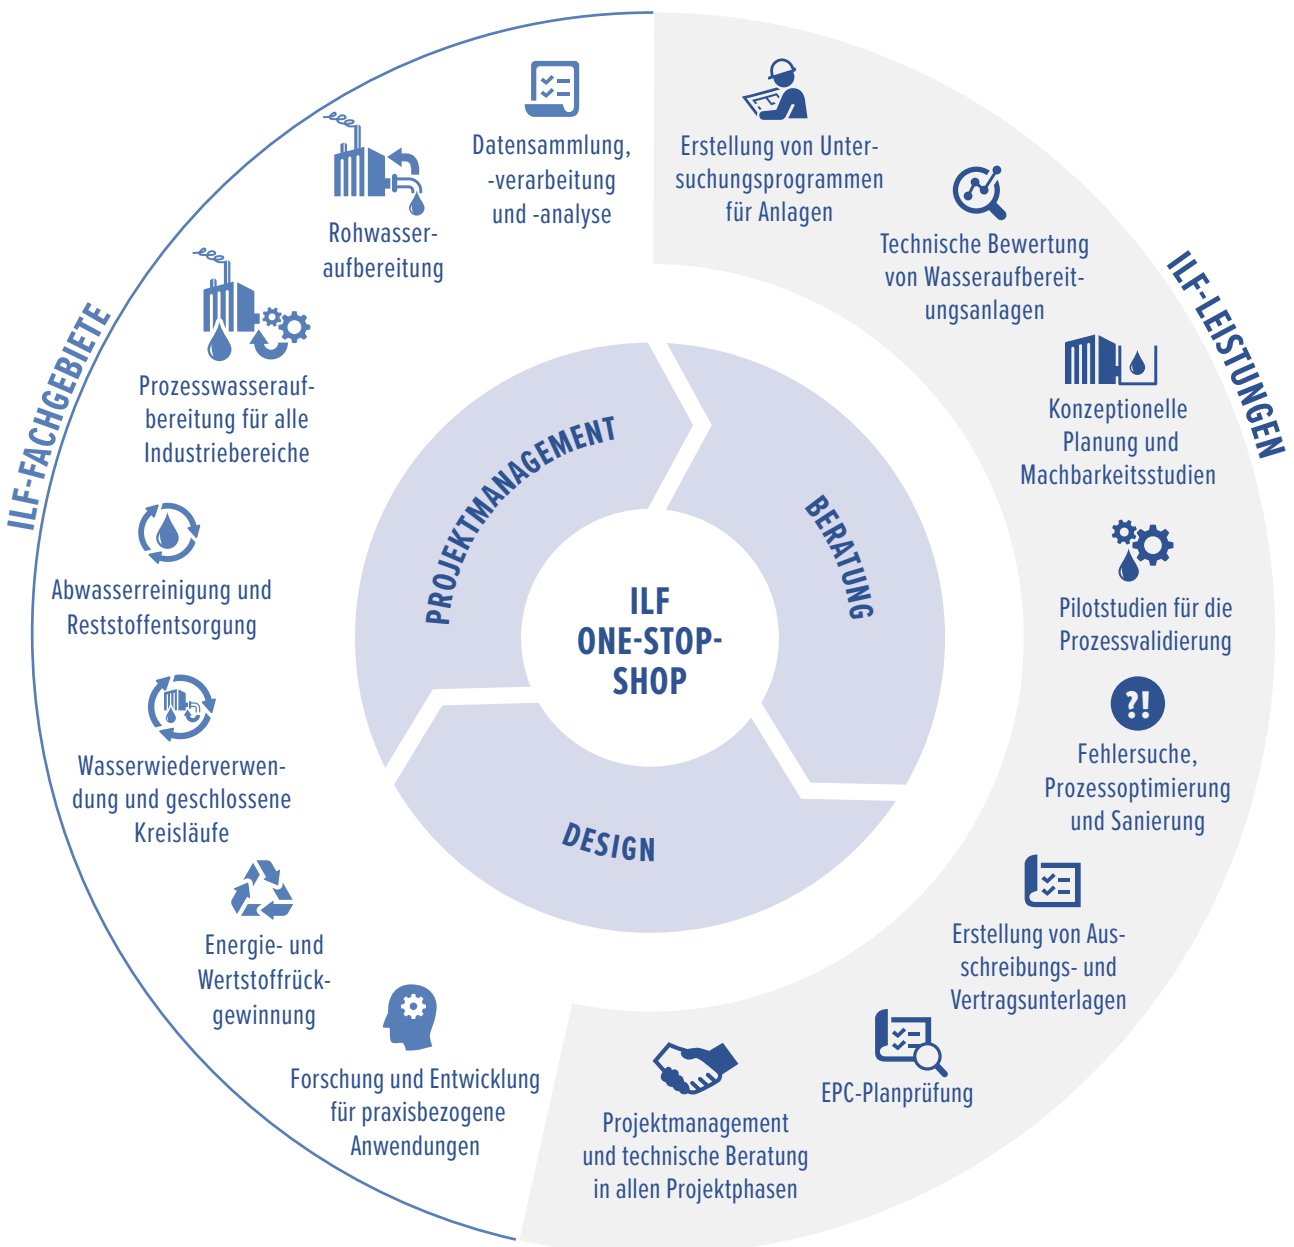 ILF-FACHGEBIETE
Datensammlung,
-verarbeitung
und -analyse
Rohwasser-
aufbereitung
Prozesswasserauf-
bereitung für alle
Industriebereiche
Abwasserreinigung und
Reststoffentsorgung
Wasserwiederverwen-
dung und geschlossene
Kreisläufe
Energie- und
Wertstoffrück-
gewinnung
Forschung und Entwicklung
für praxisbezogene
Anwendungen
ILF-LEISTUNGEN
Erstellung von Unter-
suchungsprogrammen
für Anlagen
Technische Bewertung
von Wasseraufbereit-
ungsanlagen
Konzeptionelle
Planung und
Machbarkeitsstudien
Pilotstudien für die
Prozessvalidierung
?!
Fehlersuche,
Prozessoptimierung
und Sanierung
Erstellung von Aus-
schreibungs- und
Vertragsunterlagen
EPC-Planprüfung
Projektmanagement
und technische Beratung
in allen Projektphasen
PROJEKTMANAGEMENT
BERATUNG
DESIGN
ILF
ONE-STOP-
SHOP